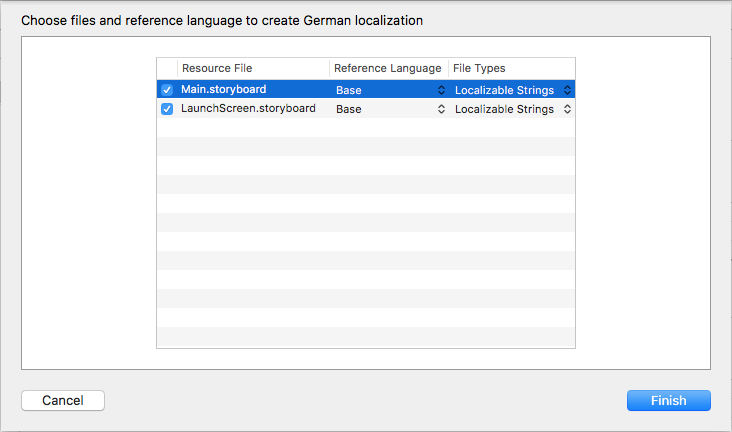 Choose files and reference language to create German localization
Resource File Reference Language File Types
Main.storyboard Base Localizable Strings
LaunchScreen.storyboard Base Localizable Strings
Cancel Finish